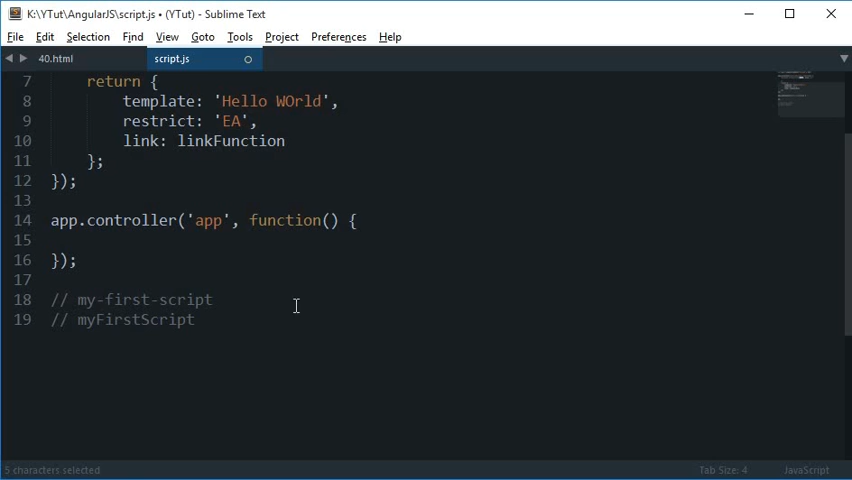 K:\YTut\AngularJS\script.js • (YTut) - Sublime Text
File Edit Selection Find View Goto Tools Project Preferences Help
40.html script.js
7 return {
8 template: 'Hello WOrld',
9 restrict: 'EA',
10 link: linkFunction
11 };
12 });
13
14 app.controller('app', function() {
15
16 });
17
18 // my-first-script
19 // myFirstScript
5 characters selected Tab Size: 4 JavaScript